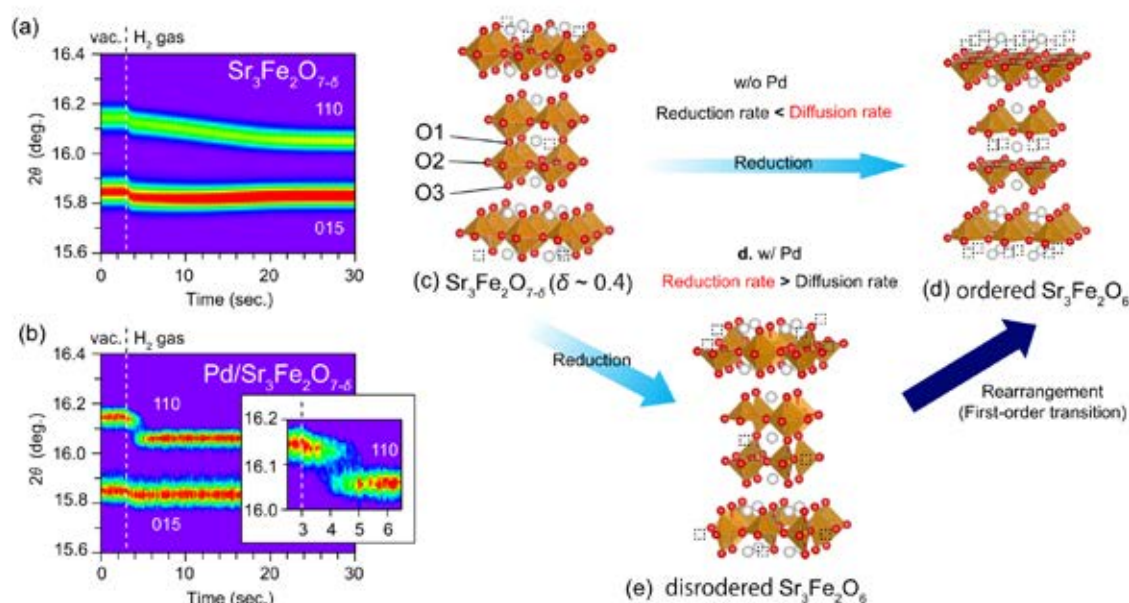 (a)
vac. H₂ gas
Sr₃Fe₂O₇₋δ
110
015
16.4
16.2
16.0
15.8
15.6
2θ (deg.)
0 10 20 30
Time (sec.)
(b)
vac. H₂ gas
Pd/Sr₃Fe₂O₇₋δ
110
015
16.4
16.2
16.0
15.8
15.6
2θ (deg.)
0 10 20 30
Time (sec.)
16.2
16.1
16.0
110
3 4 5 6
O1
O2
O3
(c) Sr₃Fe₂O₇₋δ (δ ~ 0.4)
w/o Pd
Reduction rate < Diffusion rate
Reduction
d. w/ Pd
Reduction rate > Diffusion rate
Reduction
(d) ordered Sr₃Fe₂O₆
Rearrangement
(First-order transition)
(e) disrodered Sr₃Fe₂O₆